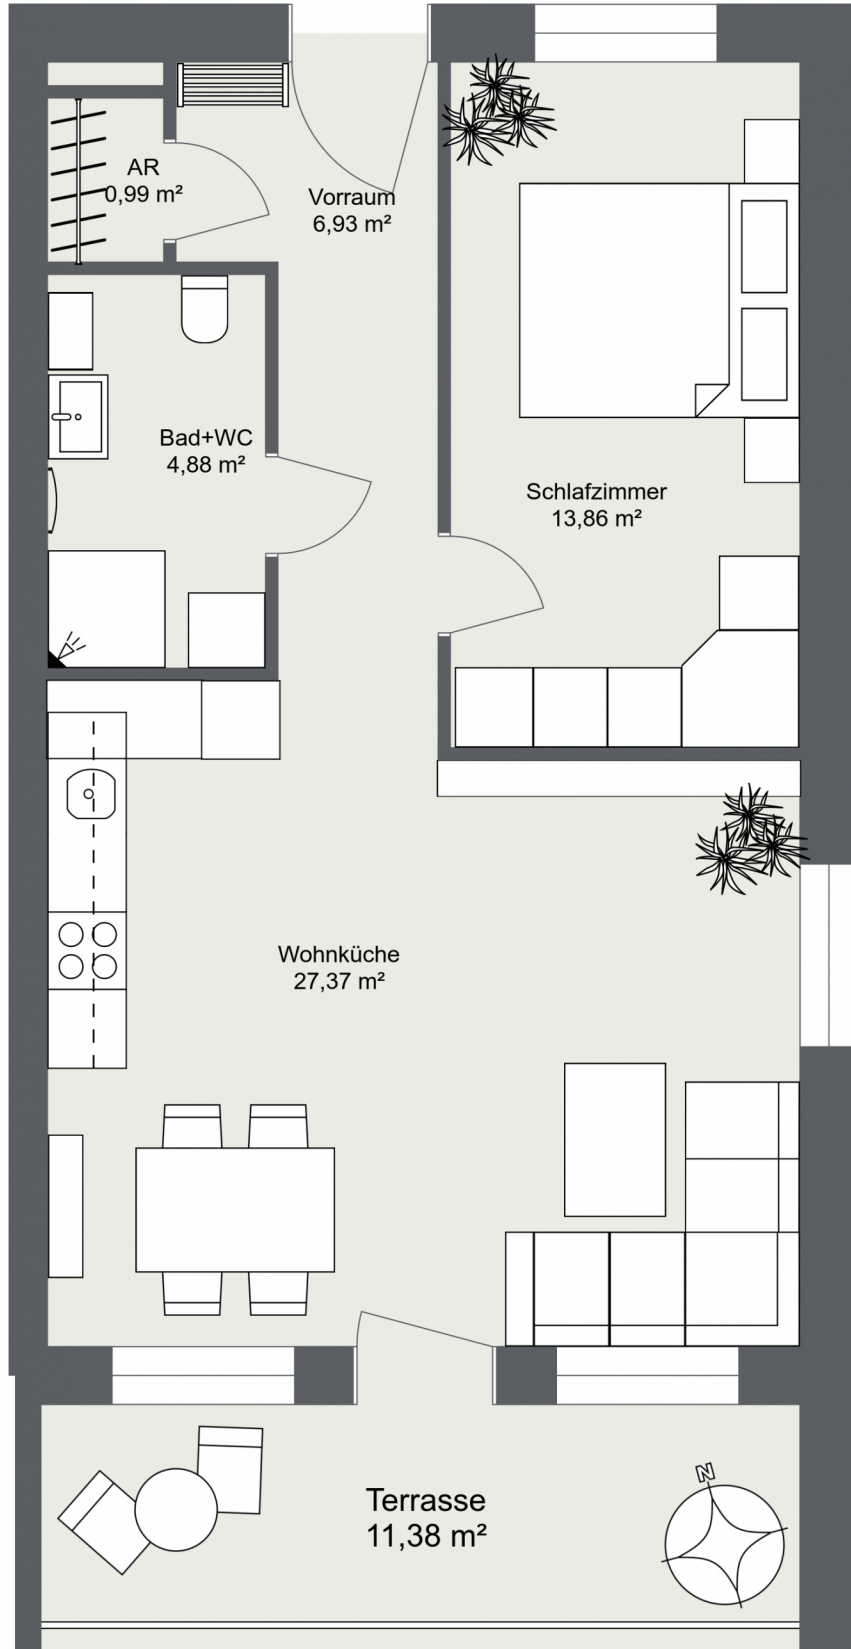 AR
0,99 m²
Vorraum
6,93 m²
Bad+WC
4,88 m²
Schlafzimmer
13,86 m²
Wohnküche
27,37 m²
Terrasse
11,38 m²
N